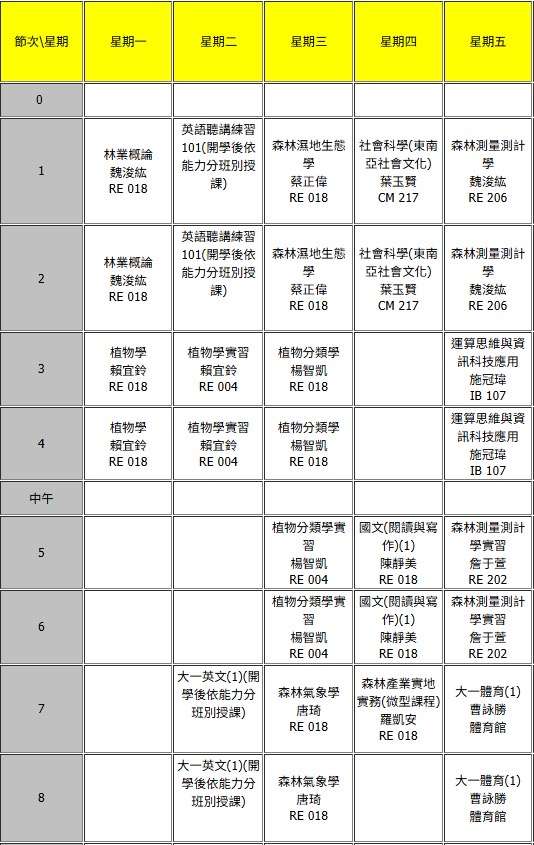 節次\星期 星期一 星期二 星期三 星期四 星期五
0
1
林業概論
魏浚紘
RE 018
英語聽講練習
101(開學後依
能力分班別授
課)
森林濕地生態
學
蔡正偉
RE 018
社會科學(東南
亞社會文化)
葉玉賢
CM 217
森林測量測計
學
魏浚紘
RE 206
2
林業概論
魏浚紘
RE 018
英語聽講練習
101(開學後依
能力分班別授
課)
森林濕地生態
學
蔡正偉
RE 018
社會科學(東南
亞社會文化)
葉玉賢
CM 217
森林測量測計
學
魏浚紘
RE 206
3
植物學
賴宜鈴
RE 018
植物學實習
賴宜鈴
RE 004
植物分類學
楊智凱
RE 018
運算思維與資
訊科技應用
施冠瑋
IB 107
4
植物學
賴宜鈴
RE 018
植物學實習
賴宜鈴
RE 004
植物分類學
楊智凱
RE 018
運算思維與資
訊科技應用
施冠瑋
IB 107
中午
5
植物分類學實
習
楊智凱
RE 004
國文(閱讀與寫
作)(1)
陳靜美
RE 018
森林測量測計
學實習
詹于萱
RE 202
6
植物分類學實
習
楊智凱
RE 004
國文(閱讀與寫
作)(1)
陳靜美
RE 018
森林測量測計
學實習
詹于萱
RE 202
7
大一英文(1)(開
學後依能力分
班別授課)
森林氣象學
唐琦
RE 018
森林產業實地
實務(微型課程)
羅凱安
RE 018
大一體育(1)
曹詠勝
體育館
8
大一英文(1)(開
學後依能力分
班別授課)
森林氣象學
唐琦
RE 018
大一體育(1)
曹詠勝
體育館